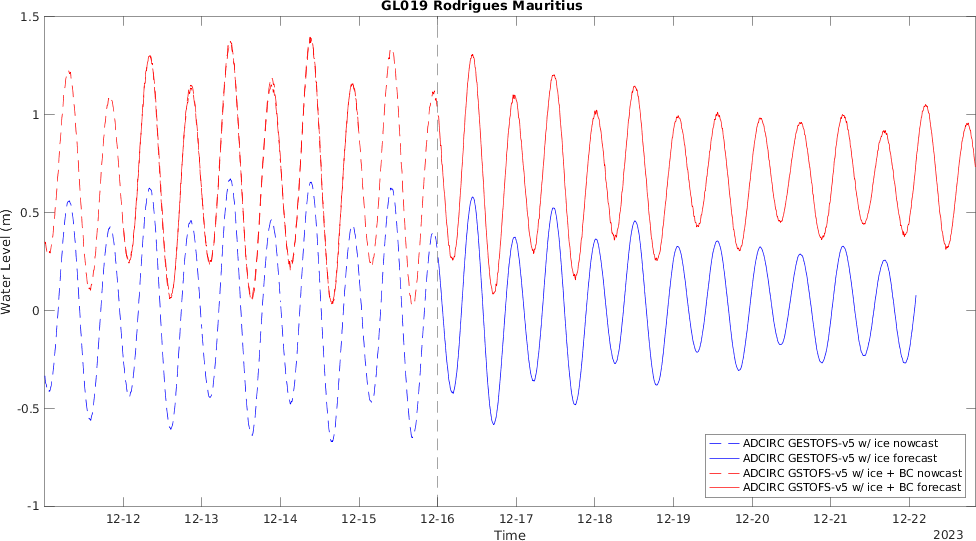 GL019 Rodrigues Mauritius
1.5
1
0.5
0
-0.5
-1
Water Level (m)
12-12 12-13 12-14 12-15 12-16 12-17 12-18 12-19 12-20 12-21 12-22
Time
2023
ADCIRC GESTOFS-v5 w/ ice nowcast
ADCIRC GESTOFS-v5 w/ ice forecast
ADCIRC GSTOFS-v5 w/ ice + BC nowcast
ADCIRC GSTOFS-v5 w/ ice + BC forecast